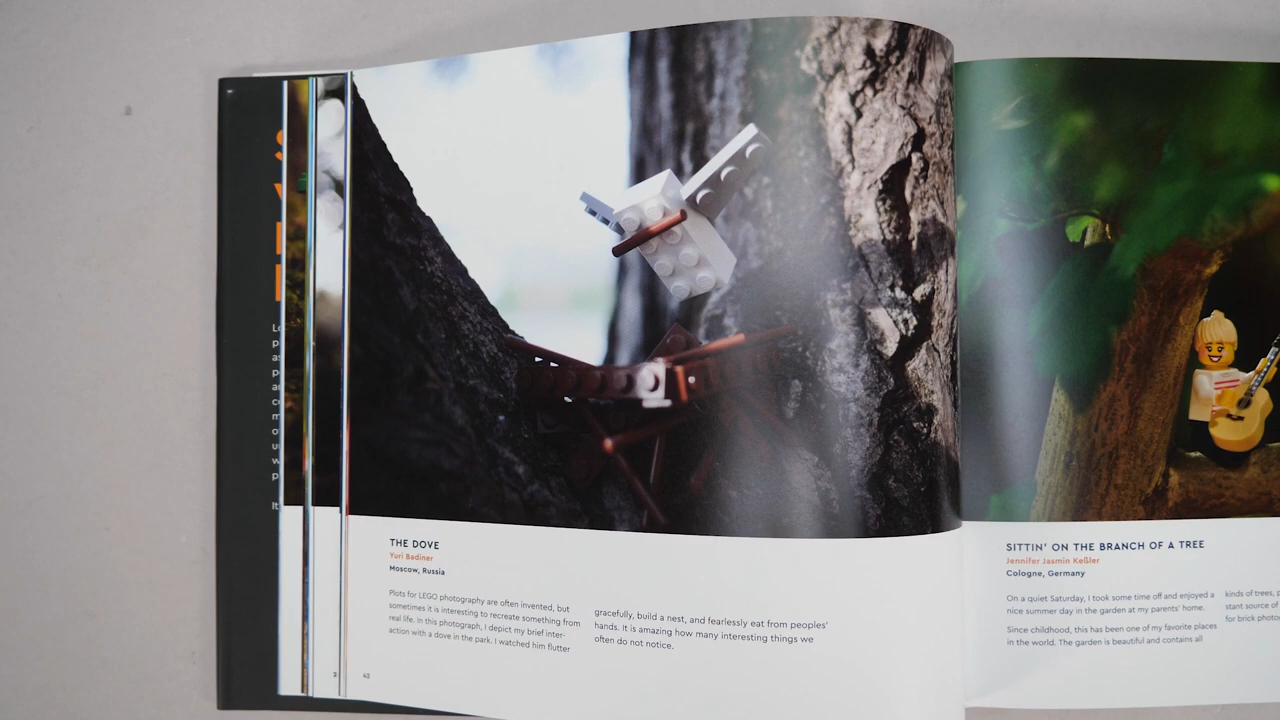 THE DOVE
Yuri Badiner
Moscow, Russia
Plots for LEGO photography are often invented, but
sometimes it is interesting to recreate something from
real life. In this photograph, I depict my brief inter-
action with a dove in the park. I watched him flutter
gracefully, build a nest, and fearlessly eat from peoples'
hands. It is amazing how many interesting things we
often do not notice.
42
SITTIN' ON THE BRANCH OF A TREE
Jennifer Jasmin Keßler
Cologne, Germany
On a quiet Saturday, I took some time off and enjoyed a
nice summer day in the garden at my parents' home.
Since childhood, this has been one of my favorite places
in the world. The garden is beautiful and contains all
kinds of trees,
stant source of
for brick
It